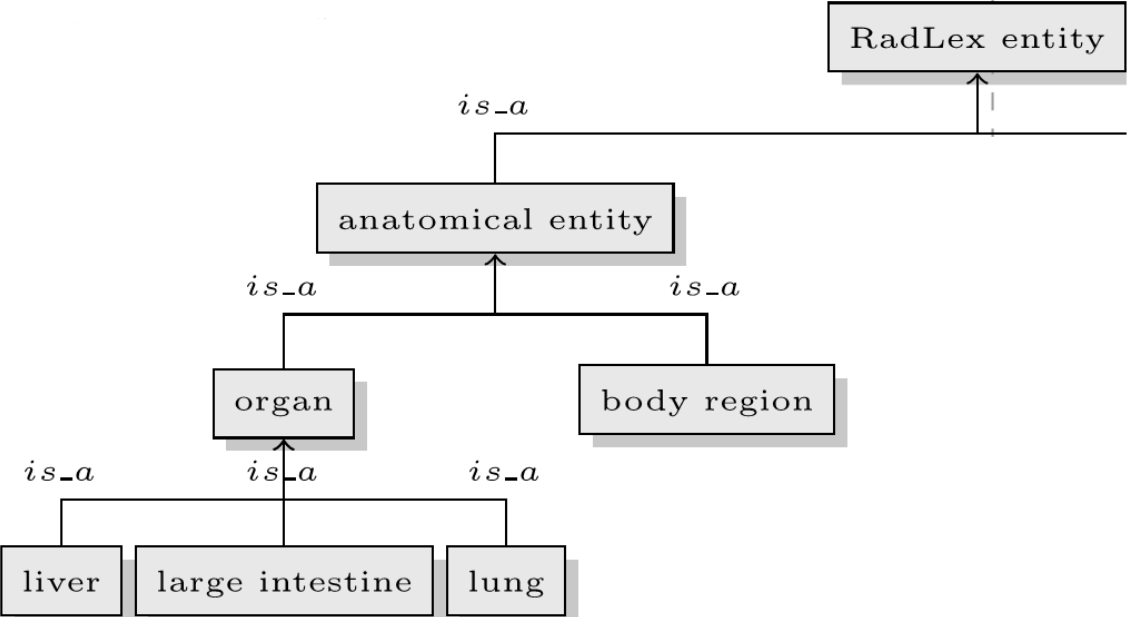 RadLex entity
is_a
anatomical entity
is_a is_a
organ body region
is_a is_a is_a
liver large intestine lung